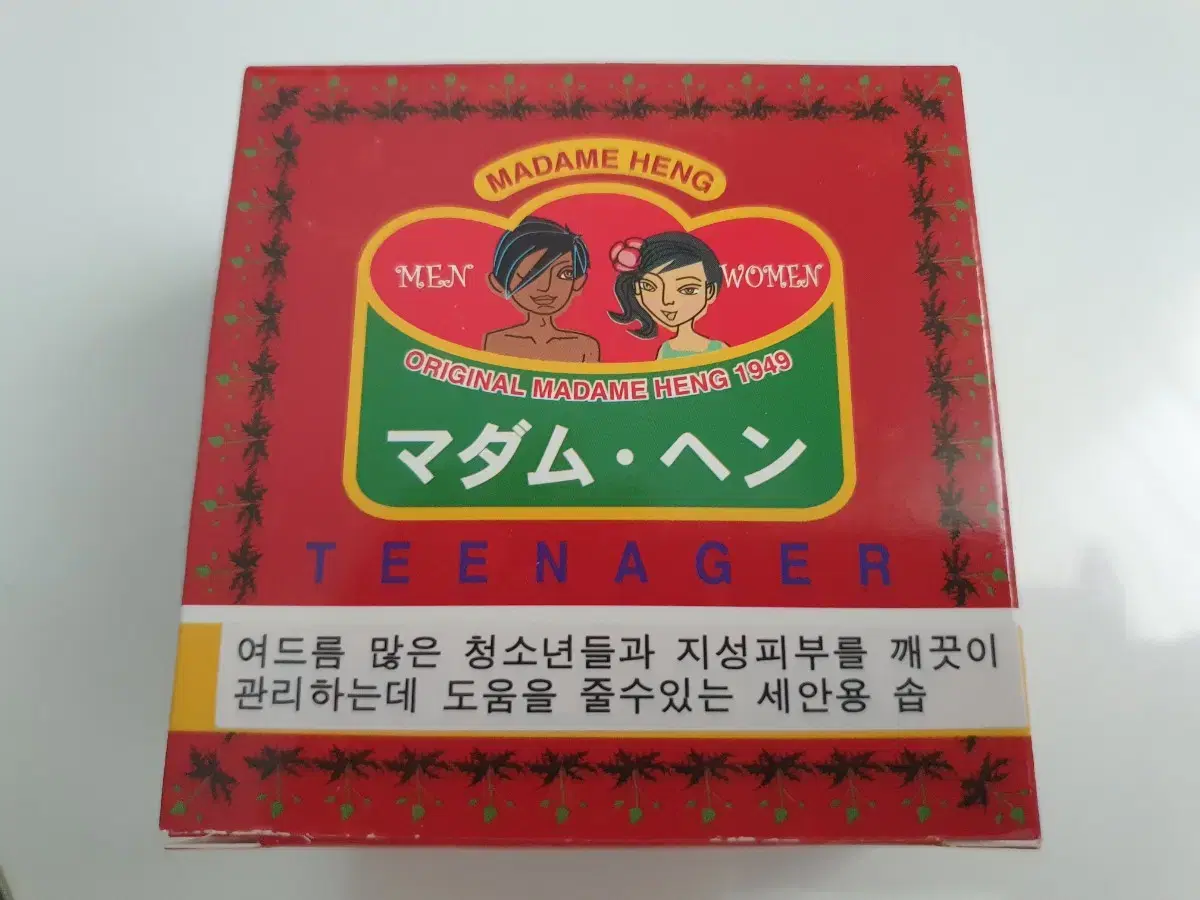 MADAME HENG
MEN
WOMEN
ORIGINAL MADAME HENG 1949
マダム・ヘン
TEENAGER
여드름 많은 청소년들과 지성피부를 깨끗이
관리하는데 도움을 줄수있는 세안용 솝